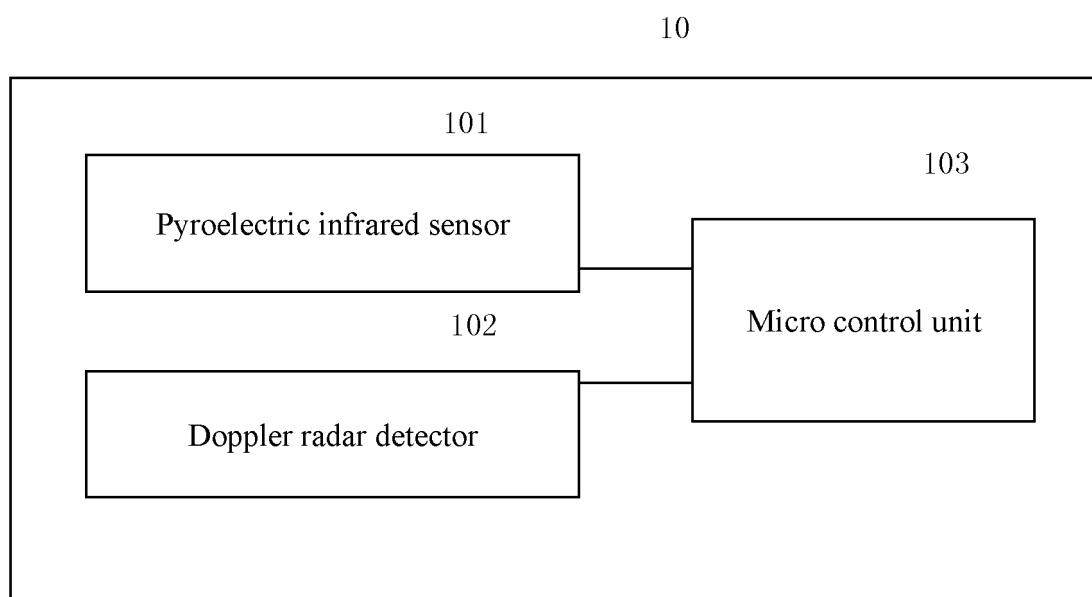 10
101
Pyroelectric infrared sensor
103
Micro control unit
102
Doppler radar detector